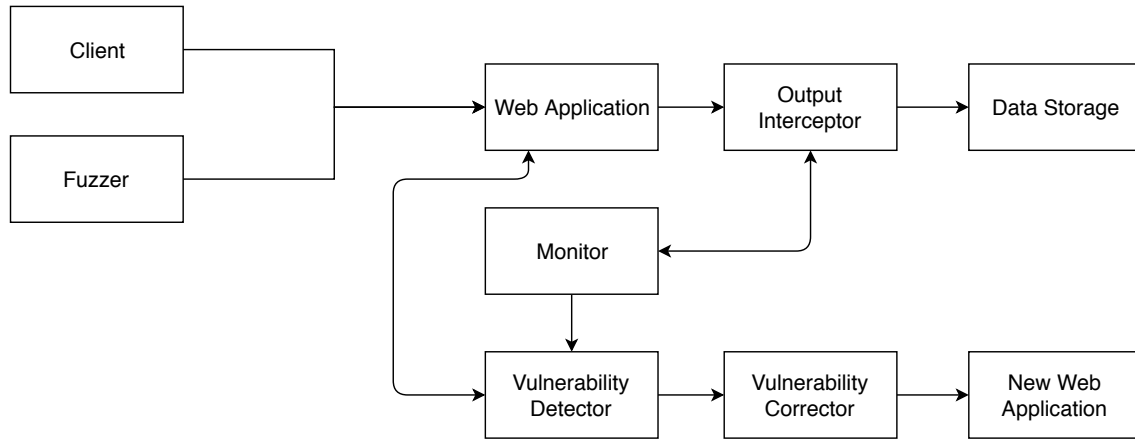 Client
Fuzzer
Web Application
Output
Interceptor
Data Storage
Monitor
Vulnerability
Detector
Vulnerability
Corrector
New Web
Application